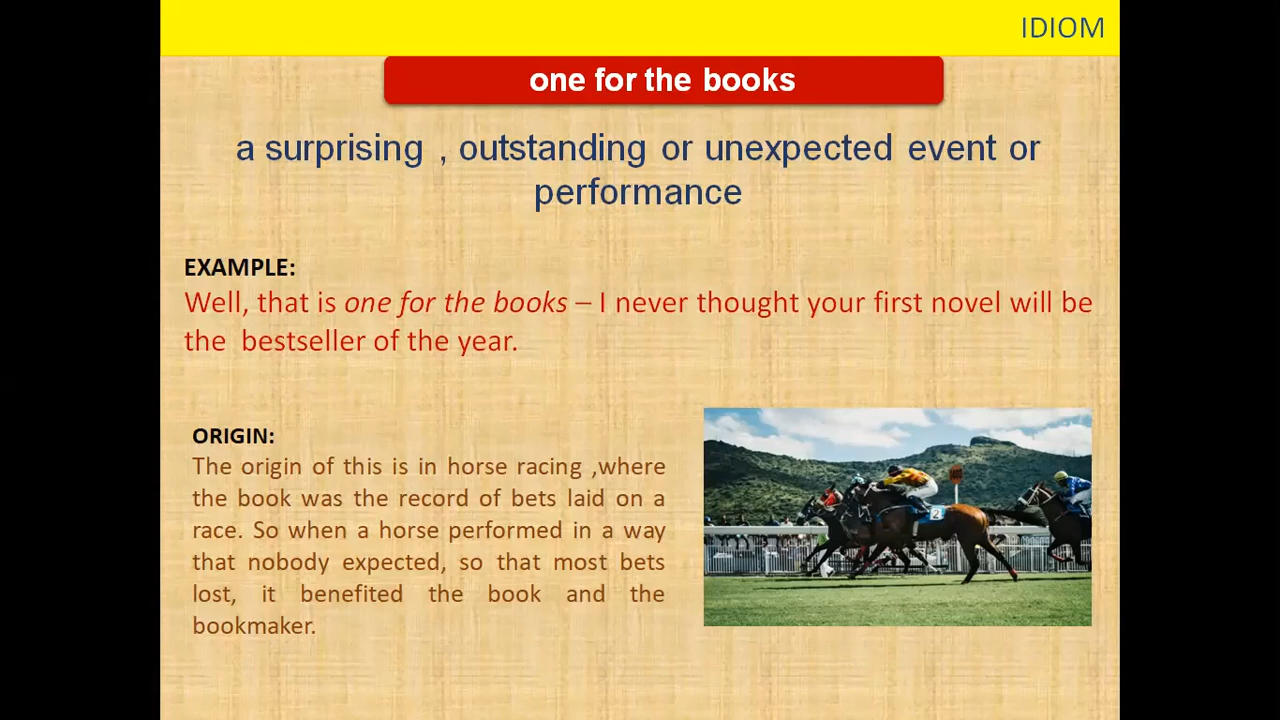 IDIOM
one for the books
a surprising , outstanding or unexpected event or
performance
EXAMPLE:
Well, that is one for the books – I never thought your first novel will be
the bestseller of the year.
ORIGIN:
The origin of this is in horse racing ,where
the book was the record of bets laid on a
race. So when a horse performed in a way
that nobody expected, so that most bets
lost, it benefited the book and the
bookmaker.
2